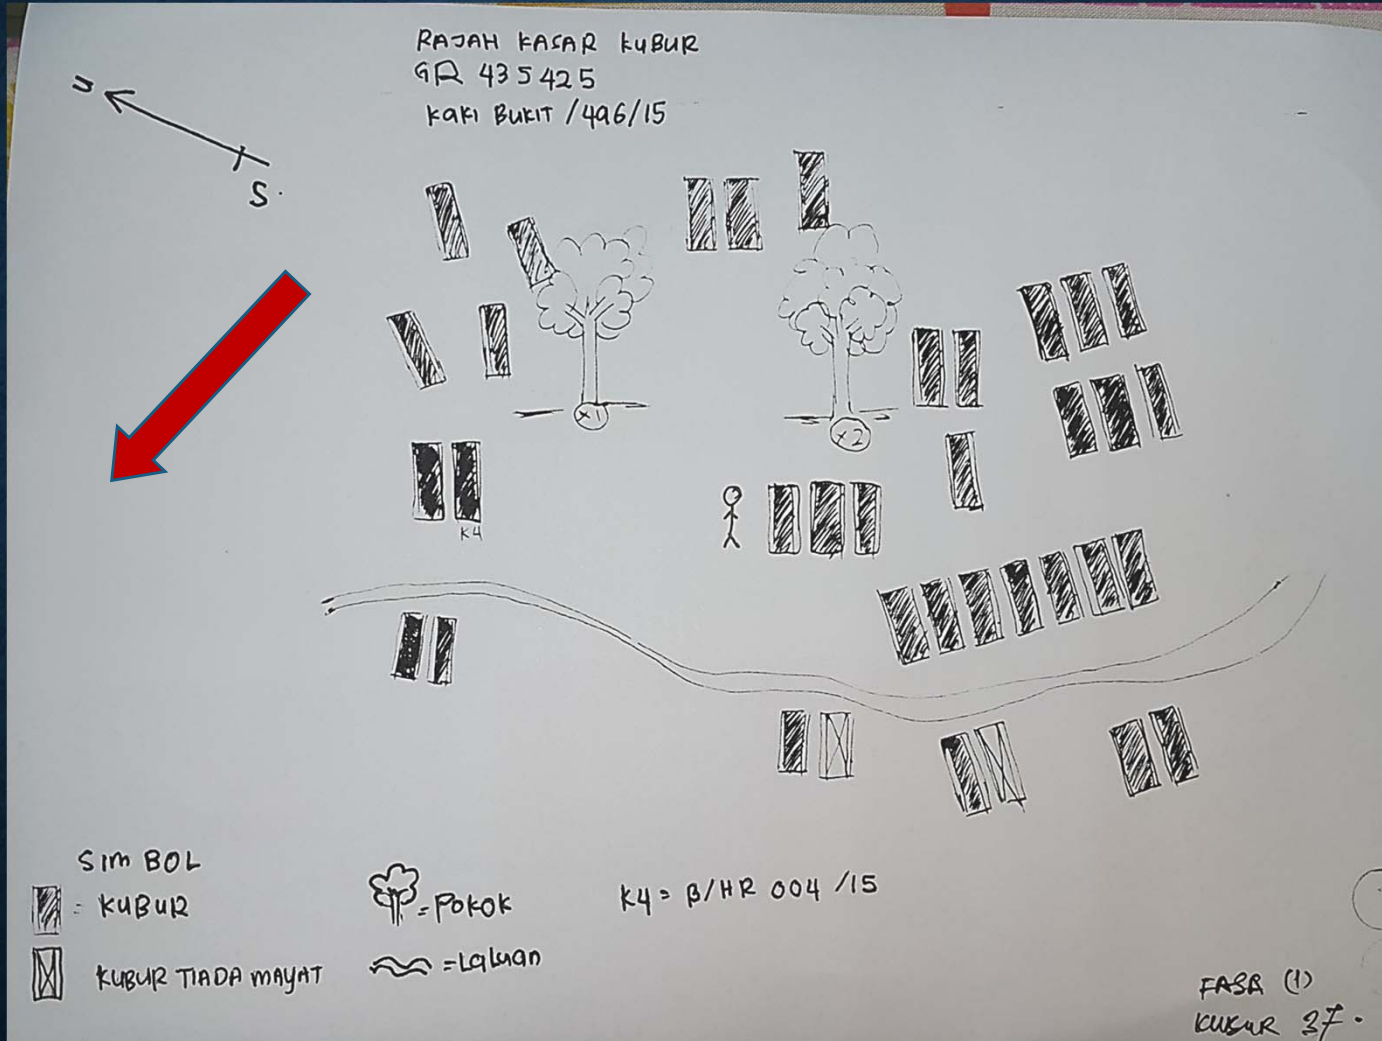 RAJAH KASAR KUBUR
GR 435425
KAKI BUKIT /496/15
S.
X1
X2
K4
SIMBOL
= KUBUR
KUBUR TIADA MAYAT
= POKOK
= Laluan
K4 = B/HR 004 /15
FASA (1)
KUBUR 37.